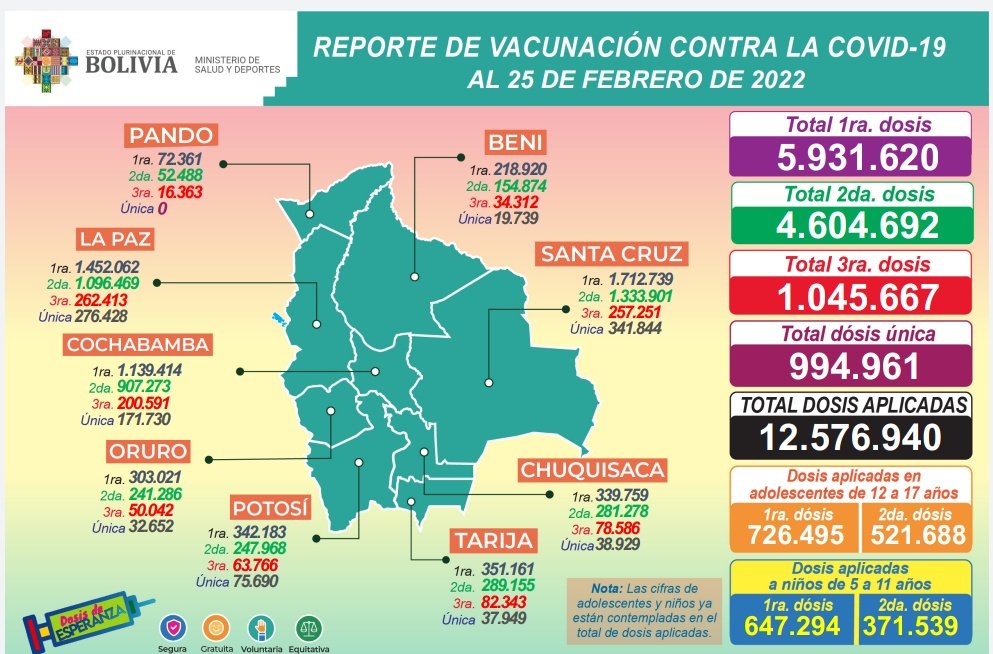 ESTADO PLURINACIONAL DE
BOLIVIA
MINISTERIO DE
SALUD Y DEPORTES
REPORTE DE VACUNACIÓN CONTRA LA COVID-19
AL 25 DE FEBRERO DE 2022
PANDO
1ra. 72.361
2da. 52.488
3ra. 16.363
Única 0
BENI
1ra. 218.920
2da. 154.874
3ra. 34.312
Única 19.739
LA PAZ
1ra. 1.452.062
2da. 1.096.469
3ra. 262.413
Única 276.428
SANTA CRUZ
1ra. 1.712.739
2da. 1.333.901
3ra. 257.251
Única 341.844
COCHABAMBA
1ra. 1.139.414
2da. 907.273
3ra. 200.591
Única 171.730
ORURO
1ra. 303.021
2da. 241.286
3ra. 50.042
Única 32.652
POTOSÍ
1ra. 342.183
2da. 247.968
3ra. 63.766
Única 75.690
CHUQUISACA
1ra. 339.759
2da. 281.278
3ra. 78.586
Única 38.929
TARIJA
1ra. 351.161
2da. 289.155
3ra. 82.343
Única 37.949
Total 1ra. dosis
5.931.620
Total 2da. dosis
4.604.692
Total 3ra. dosis
1.045.667
Total dósis única
994.961
TOTAL DOSIS APLICADAS
12.576.940
Dosis aplicadas en
adolescentes de 12 a 17 años
1ra. dósis 2da. dósis
726.495 521.688
Dosis aplicadas
a niños de 5 a 11 años
1ra. dósis 2da. dósis
647.294 371.539
Nota: Las cifras de
adolescentes y niños ya
están contempladas en el
total de dosis aplicadas.
Dosis de
ESPERANZA
Segura Gratuita Voluntaria Equitativa